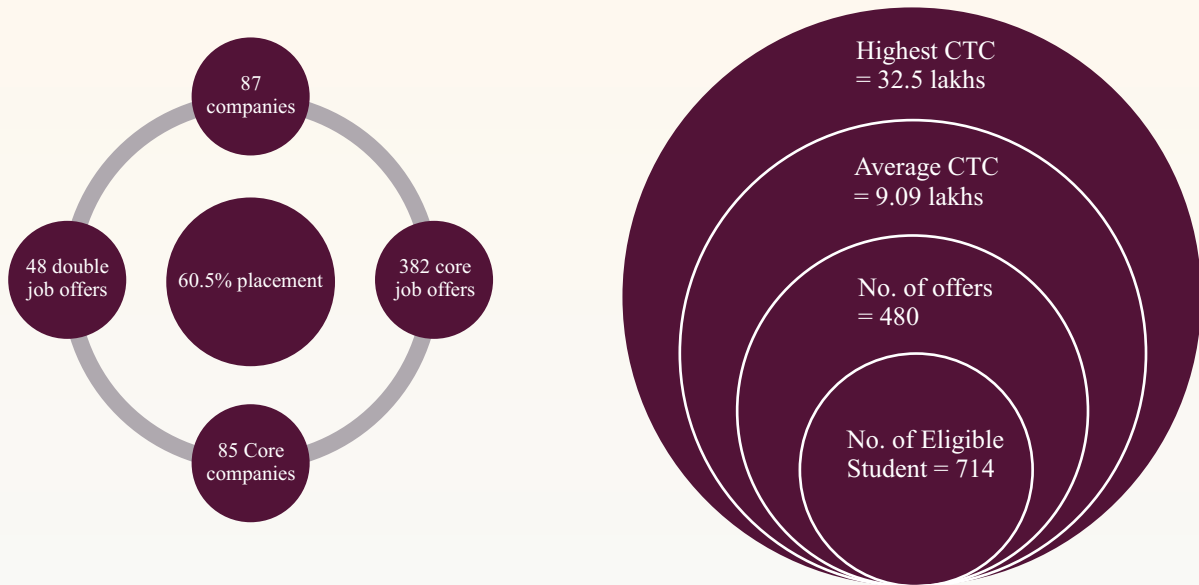 87
companies
48 double
job offers
60.5% placement
382 core
job offers
85 Core
companies
Highest CTC
= 32.5 lakhs
Average CTC
= 9.09 lakhs
No. of offers
= 480
No. of Eligible
Student = 714